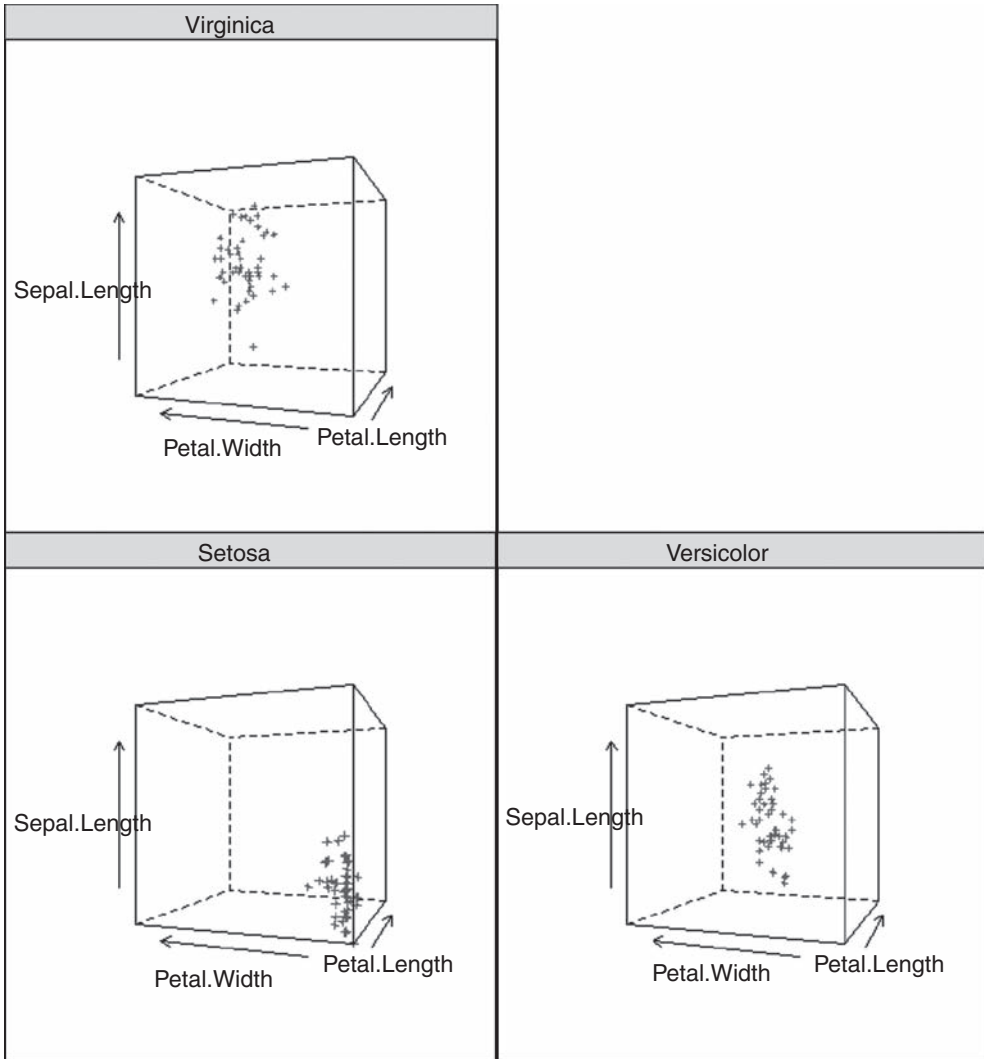 Virginica
Sepal.Length
Petal.Width
Petal.Length
Setosa
Versicolor
Sepal.Length
Petal.Width
Petal.Length
Sepal.Length
Petal.Width
Petal.Length